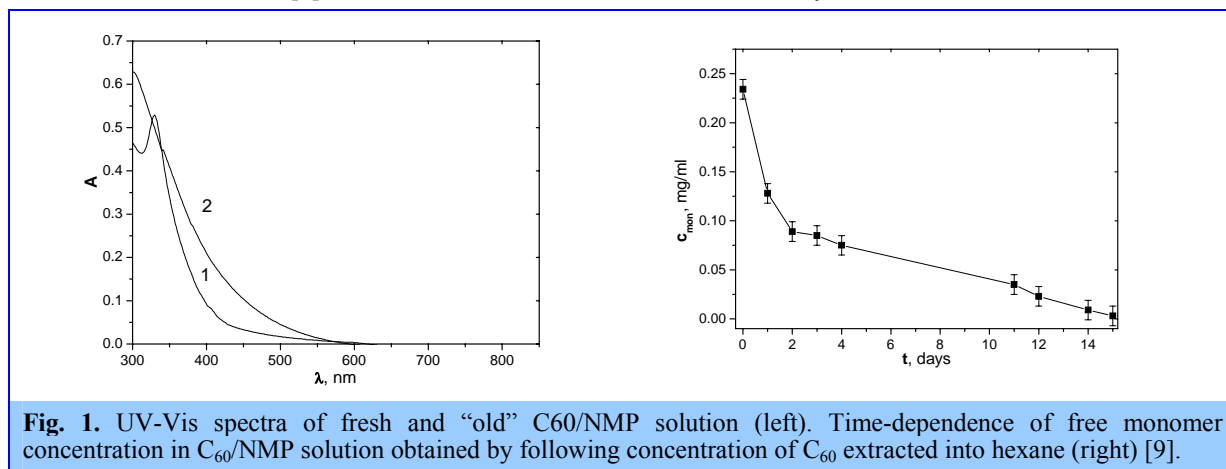 0.7
0.6
0.5
0.4
0.3
0.2
0.1
0.0
A
300 400 500 600 700 800
λ, nm
1
2
0.25
0.20
0.15
0.10
0.05
0.00
c_mon, mg/ml
0 2 4 6 8 10 12 14
t, days
Fig. 1. UV-Vis spectra of fresh and “old” C60/NMP solution (left). Time-dependence of free monomer
concentration in C₆₀/NMP solution obtained by following concentration of C₆₀ extracted into hexane (right) [9].